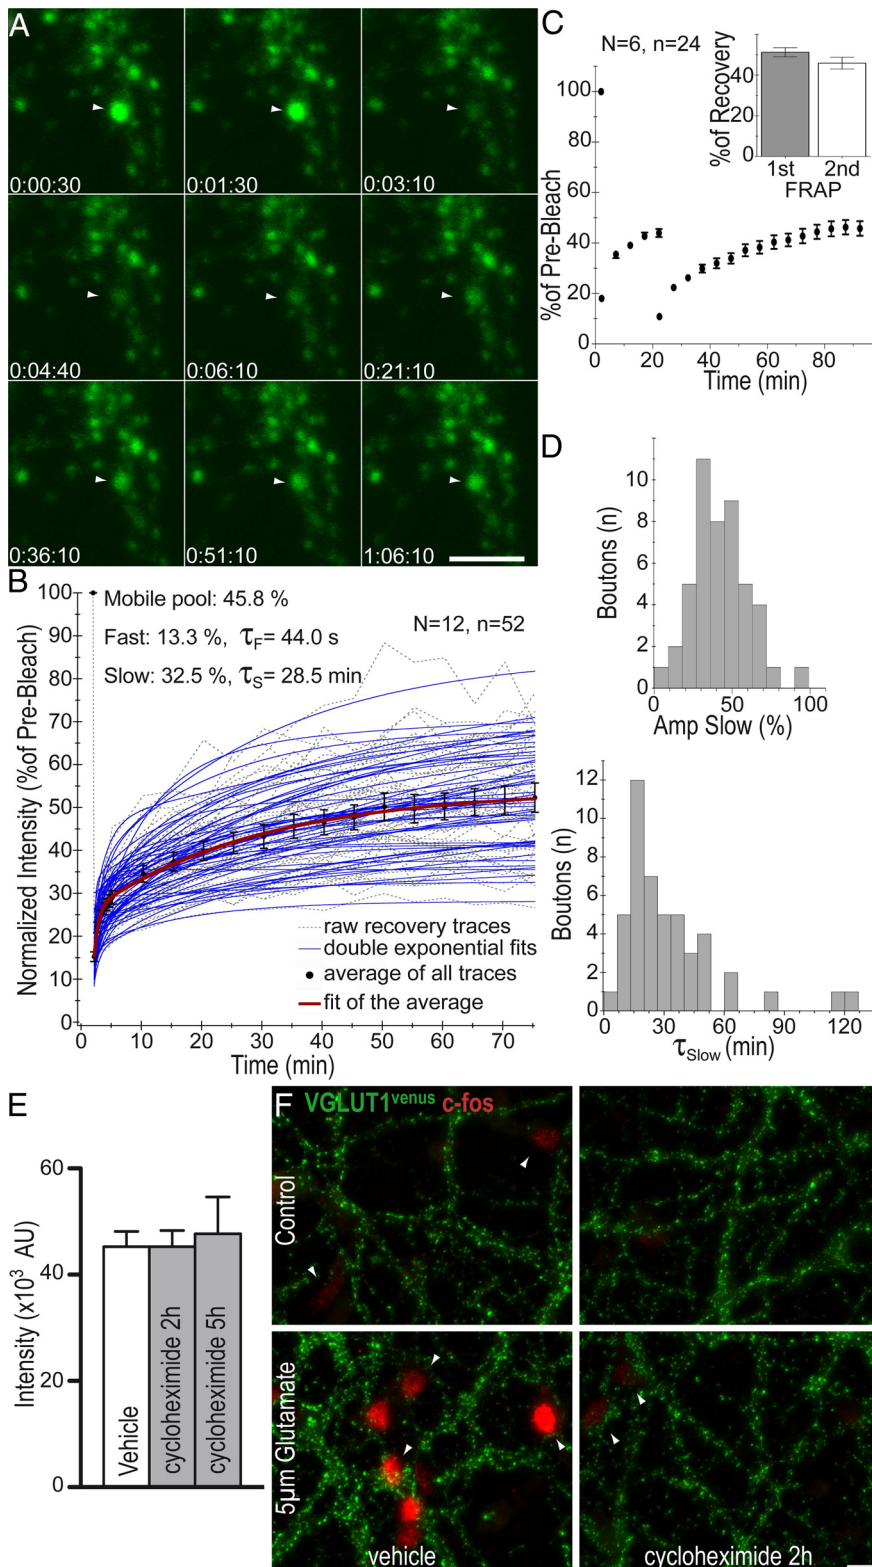 A
0:00:30
0:01:30
0:03:10
0:04:40
0:06:10
0:21:10
0:36:10
0:51:10
1:06:10
B
Normalized Intensity (%of Pre-Bleach)
100
90
80
70
60
50
40
30
20
10
0
Mobile pool: 45.8 %
Fast: 13.3 %, τF= 44.0 s
Slow: 32.5 %, τS= 28.5 min
N=12, n=52
raw recovery traces
double exponential fits
average of all traces
fit of the average
0 10 20 30 40 50 60 70
Time (min)
C
N=6, n=24
%of Pre-Bleach
100
80
60
40
20
0
0 20 40 60 80
Time (min)
%of Recovery
40
0
1st 2nd
FRAP
D
Boutons (n)
10
8
6
4
2
0
0 50 100
Amp Slow (%)
Boutons (n)
12
10
8
6
4
2
0
0 30 60 90 120
τSlow (min)
E
Intensity (x10³ AU)
60
40
20
0
Vehicle
cycloheximide 2h
cycloheximide 5h
F
VGLUT1venus c-fos
Control
5µm Glutamate
vehicle
cycloheximide 2h